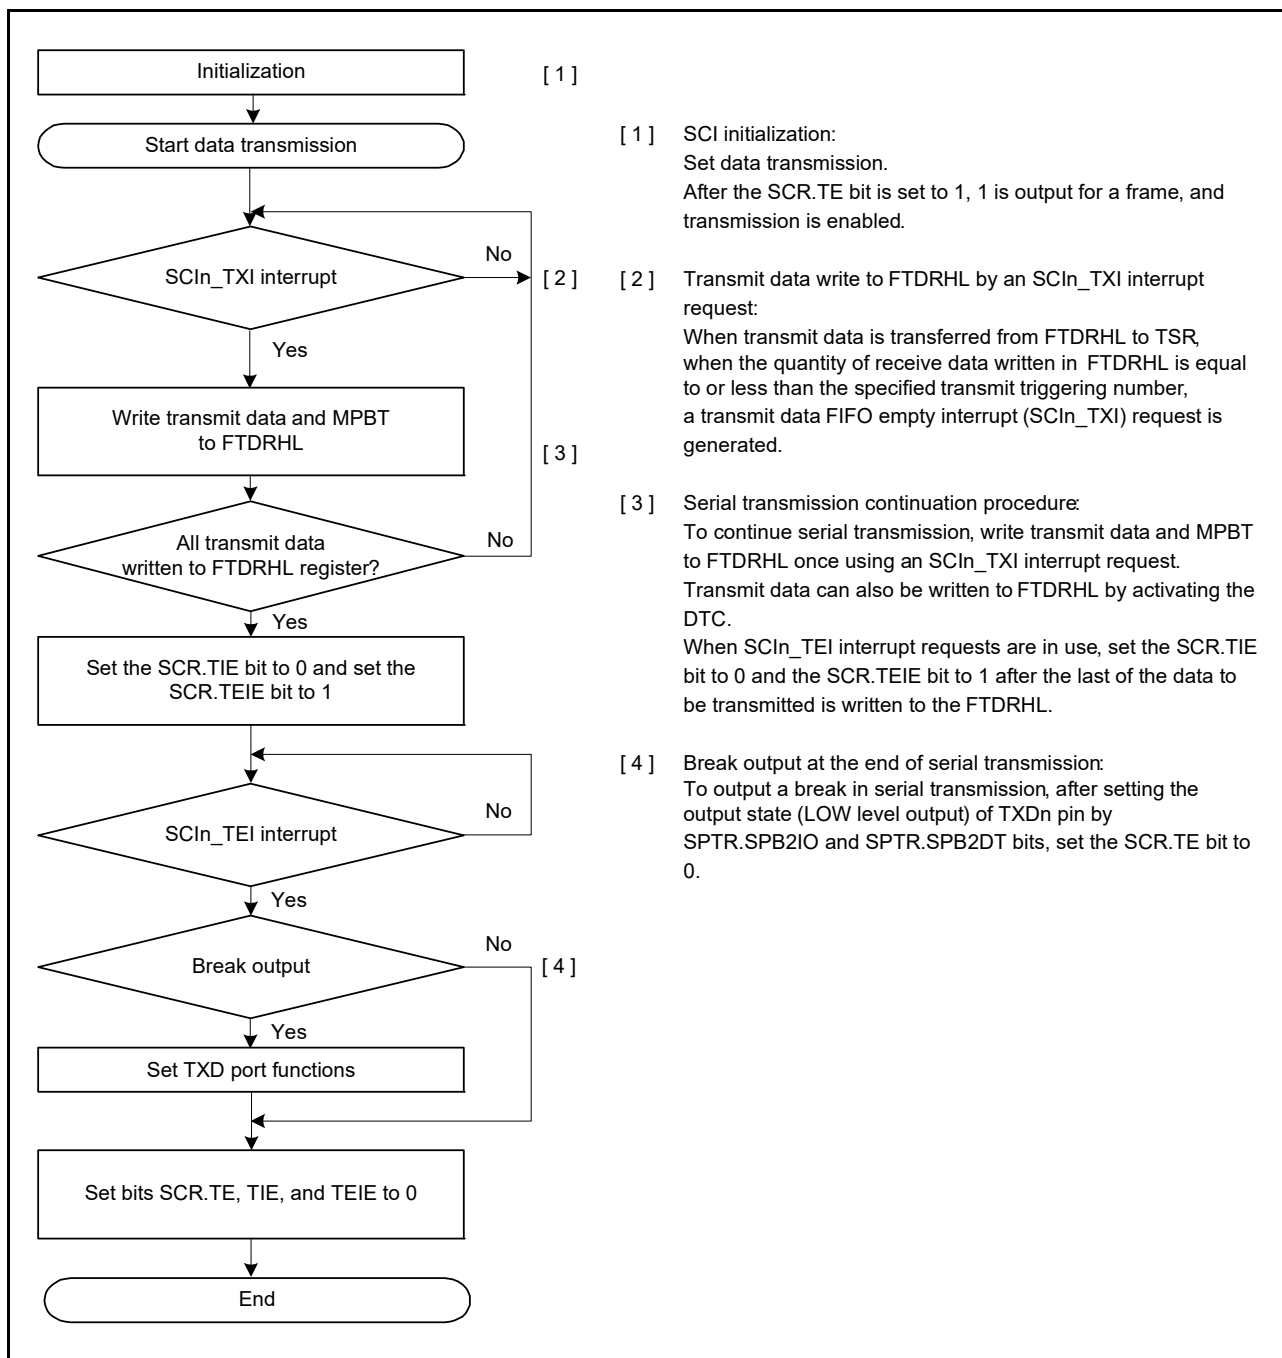 Initialization
[ 1 ]
Start data transmission
SCIn_TXI interrupt
No
[ 2 ]
Yes
Write transmit data and MPBT
to FTDRHL
[ 3 ]
All transmit data
written to FTDRHL register?
No
Yes
Set the SCR.TIE bit to 0 and set the
SCR.TEIE bit to 1
SCIn_TEI interrupt
No
Yes
Break output
No
[ 4 ]
Yes
Set TXD port functions
Set bits SCR.TE, TIE, and TEIE to 0
End
[ 1 ] SCI initialization:
Set data transmission.
After the SCR.TE bit is set to 1, 1 is output for a frame, and
transmission is enabled.
[ 2 ] Transmit data write to FTDRHL by an SCIn_TXI interrupt
request:
When transmit data is transferred from FTDRHL to TSR,
when the quantity of receive data written in FTDRHL is equal
to or less than the specified transmit triggering number,
a transmit data FIFO empty interrupt (SCIn_TXI) request is
generated.
[ 3 ] Serial transmission continuation procedure:
To continue serial transmission, write transmit data and MPBT
to FTDRHL once using an SCIn_TXI interrupt request.
Transmit data can also be written to FTDRHL by activating the
DTC.
When SCIn_TEI interrupt requests are in use, set the SCR.TIE
bit to 0 and the SCR.TEIE bit to 1 after the last of the data to
be transmitted is written to the FTDRHL.
[ 4 ] Break output at the end of serial transmission:
To output a break in serial transmission, after setting the
output state (LOW level output) of TXDn pin by
SPTR.SPB2IO and SPTR.SPB2DT bits, set the SCR.TE bit to
0.